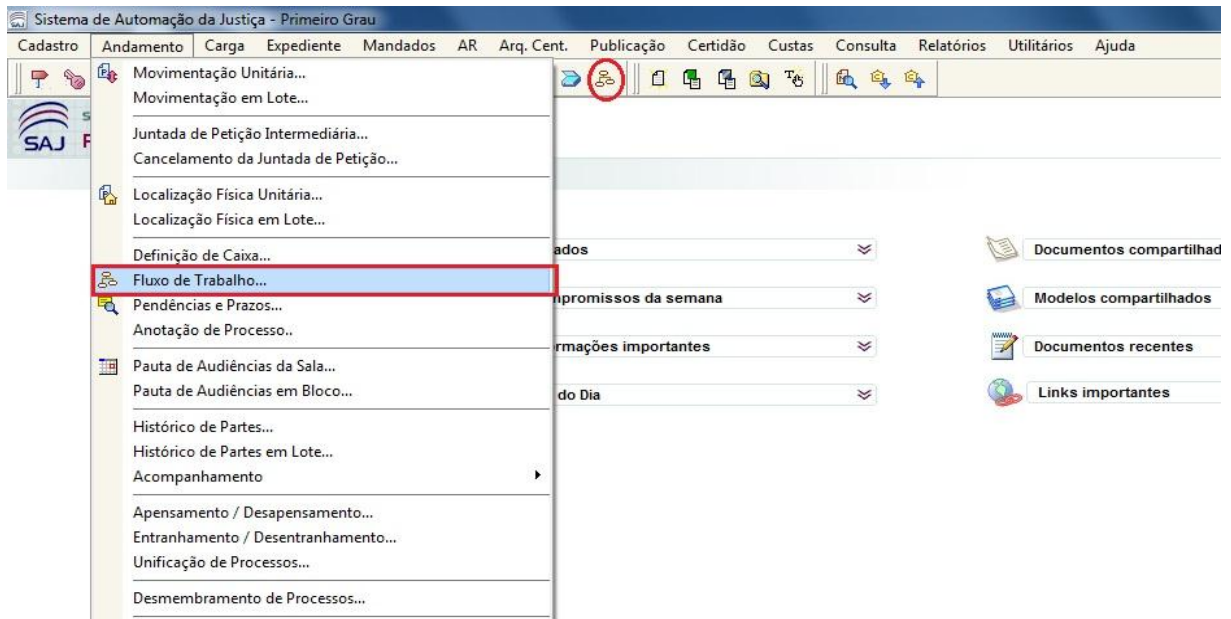 Sistema de Automação da Justiça - Primeiro Grau
Cadastro Andamento Carga Expediente Mandados AR Arq. Cent. Publicação Certidão Custas Consulta Relatórios Utilitários Ajuda
SAJ
Movimentação Unitária...
Movimentação em Lote...
Juntada de Petição Intermediária...
Cancelamento da Juntada de Petição...
Localização Física Unitária...
Localização Física em Lote...
Definição de Caixa...
Fluxo de Trabalho...
Pendências e Prazos...
Anotação de Processo..
Pauta de Audiências da Sala...
Pauta de Audiências em Bloco...
Histórico de Partes...
Histórico de Partes em Lote...
Acompanhamento
Apensamento / Desapensamento...
Entranhamento / Desentranhamento...
Unificação de Processos...
Desmembramento de Processos...
ados
mpromissos da semana
rmações importantes
do Dia
Documentos compartilhad
Modelos compartilhados
Documentos recentes
Links importantes